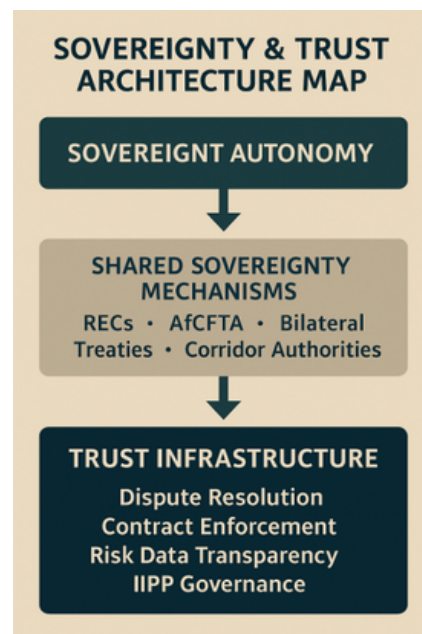 SOVEREIGNTY & TRUST
ARCHITECTURE MAP
SOVEREIGNT AUTONOMY
SHARED SOVEREIGNTY
MECHANISMS
RECs • AfCFTA • Bilateral
Treaties • Corridor Authorities
TRUST INFRASTRUCTURE
Dispute Resolution
Contract Enforcement
Risk Data Transparency
IIPP Governance